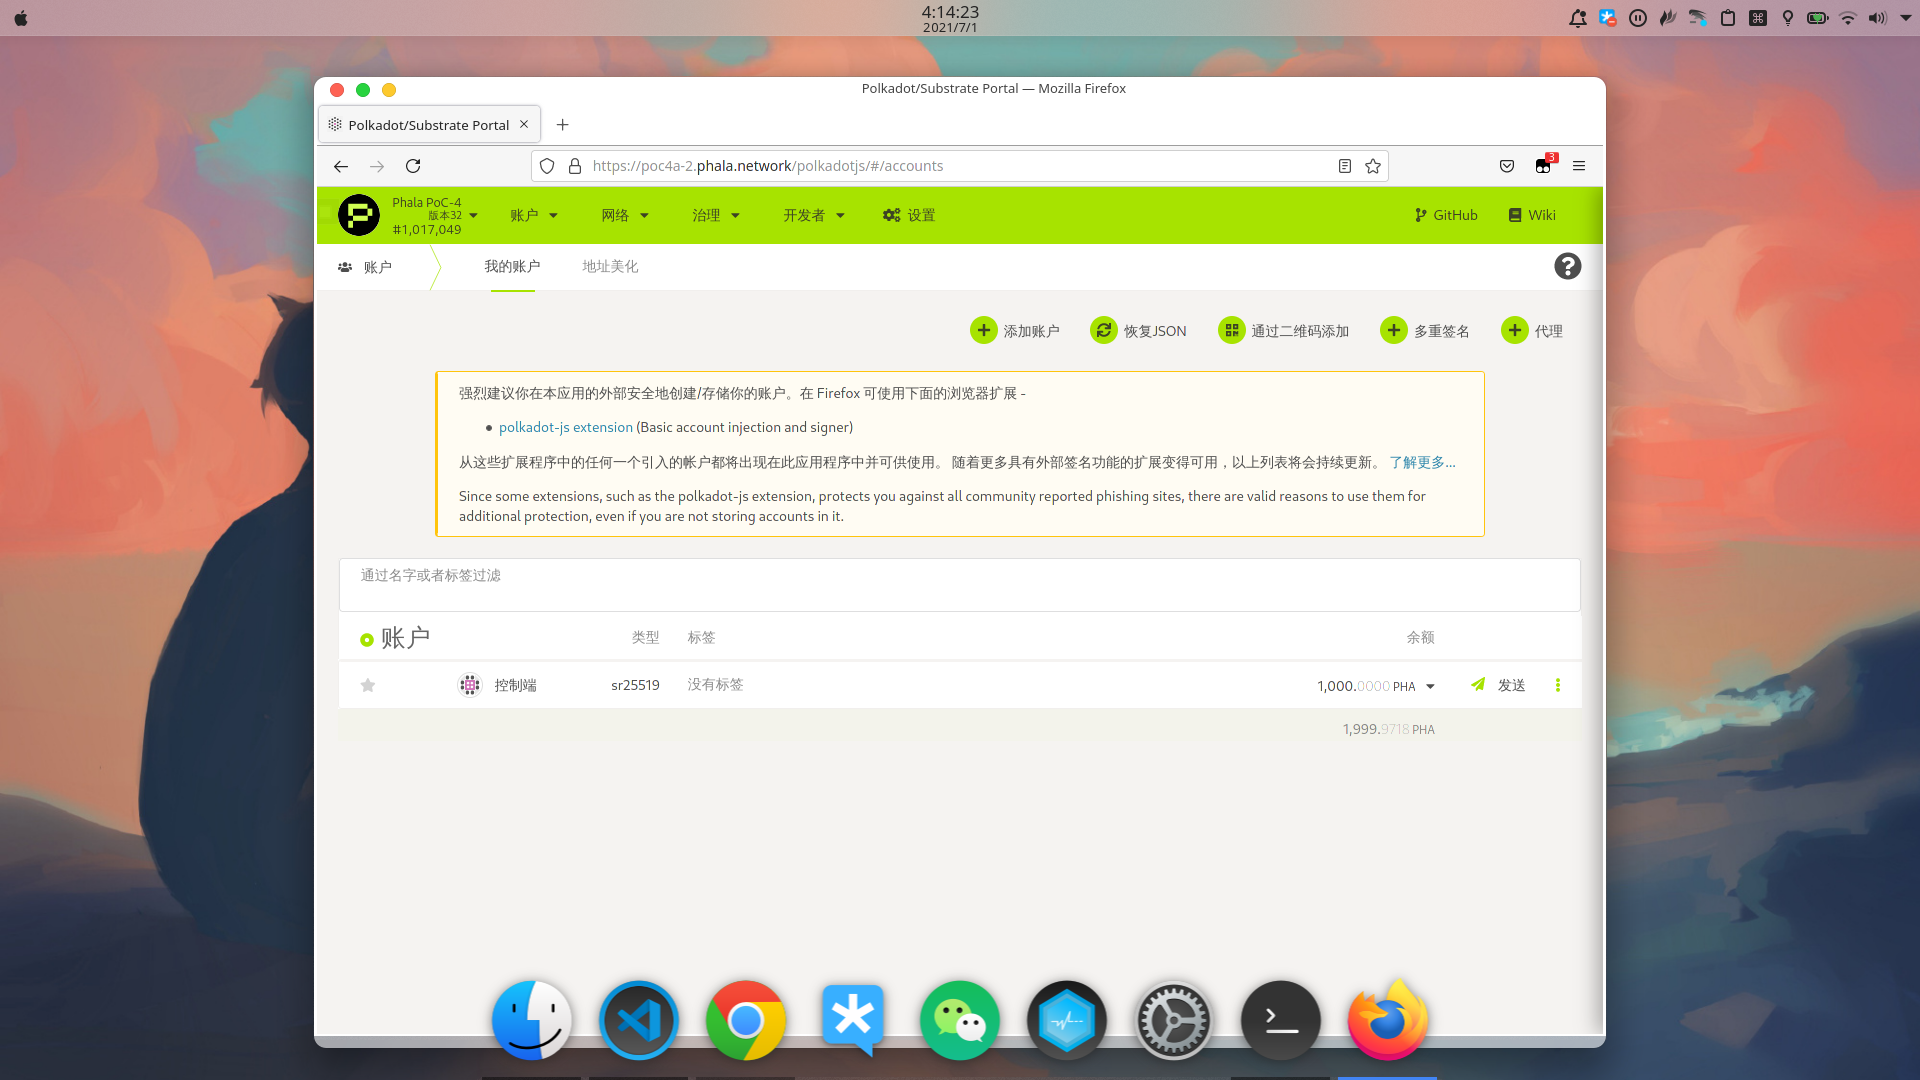 4:14:23
2021/7/1
Polkadot/Substrate Portal — Mozilla Firefox
Polkadot/Substrate Portal
https://poc4a-2.phala.network/polkadotjs/#/accounts
3
Phala PoC-4
版本32
#1,017,049
账户
网络
治理
开发者
设置
GitHub
Wiki
账户
我的账户
地址美化
添加账户
恢复JSON
通过二维码添加
多重签名
代理
强烈建议你在本应用的外部安全地创建/存储你的账户。在 Firefox 可使用下面的浏览器扩展 -
polkadot-js extension (Basic account injection and signer)
从这些扩展程序中的任何一个引入的帐户都将出现在此应用程序中并可供使用。 随着更多具有外部签名功能的扩展变得可用，以上列表将会持续更新。 了解更多…
Since some extensions, such as the polkadot-js extension, protects you against all community reported phishing sites, there are valid reasons to use them for
additional protection, even if you are not storing accounts in it.
通过名字或者标签过滤
账户 类型 标签 余额
控制端 sr25519 没有标签 1,000.0000 PHA 发送
1,999.9718 PHA